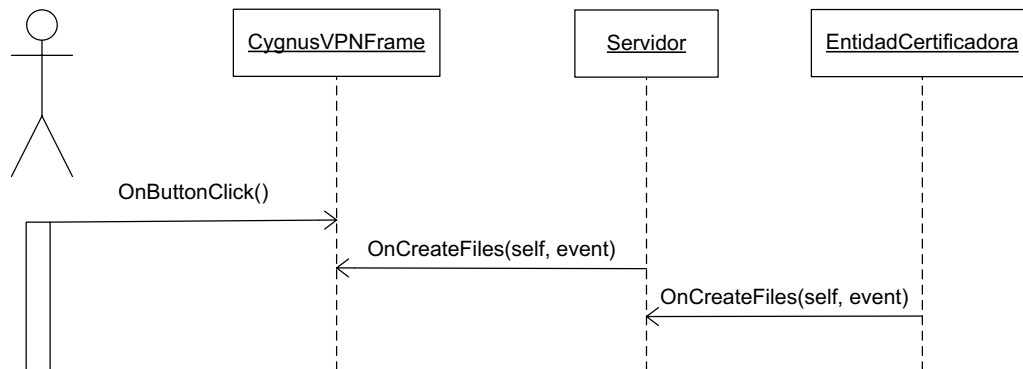 CygnusVPNFrame
Servidor
EntidadCertificadora
OnButtonClick()
OnCreateFiles(self, event)
OnCreateFiles(self, event)